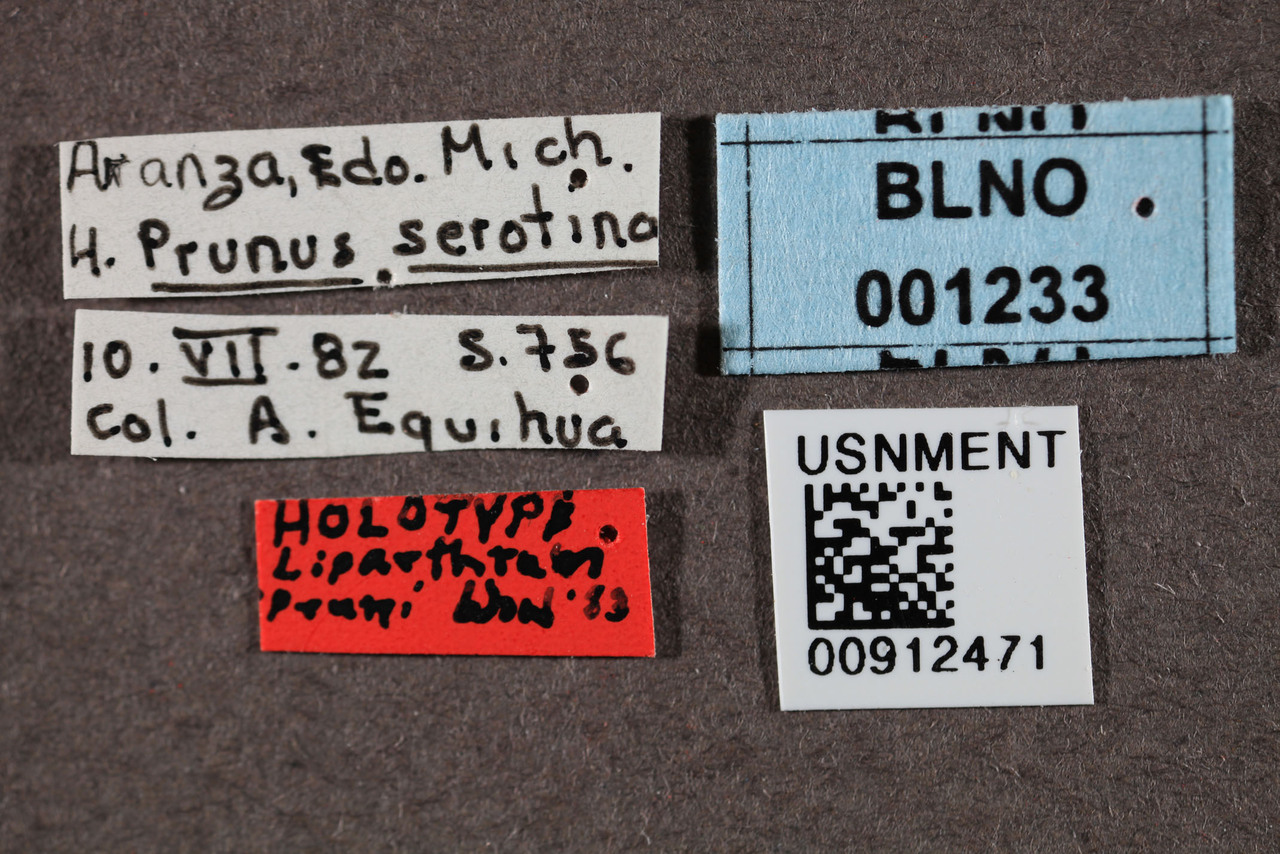 Aranza, Edo. Mich.
H. Prunus serotina
10. VII. 82 S.756
Col. A. Equihua
HOLOTYPE
Liparthrum
pruni Wood '83
BLNO
001233
USNMENT
00912471